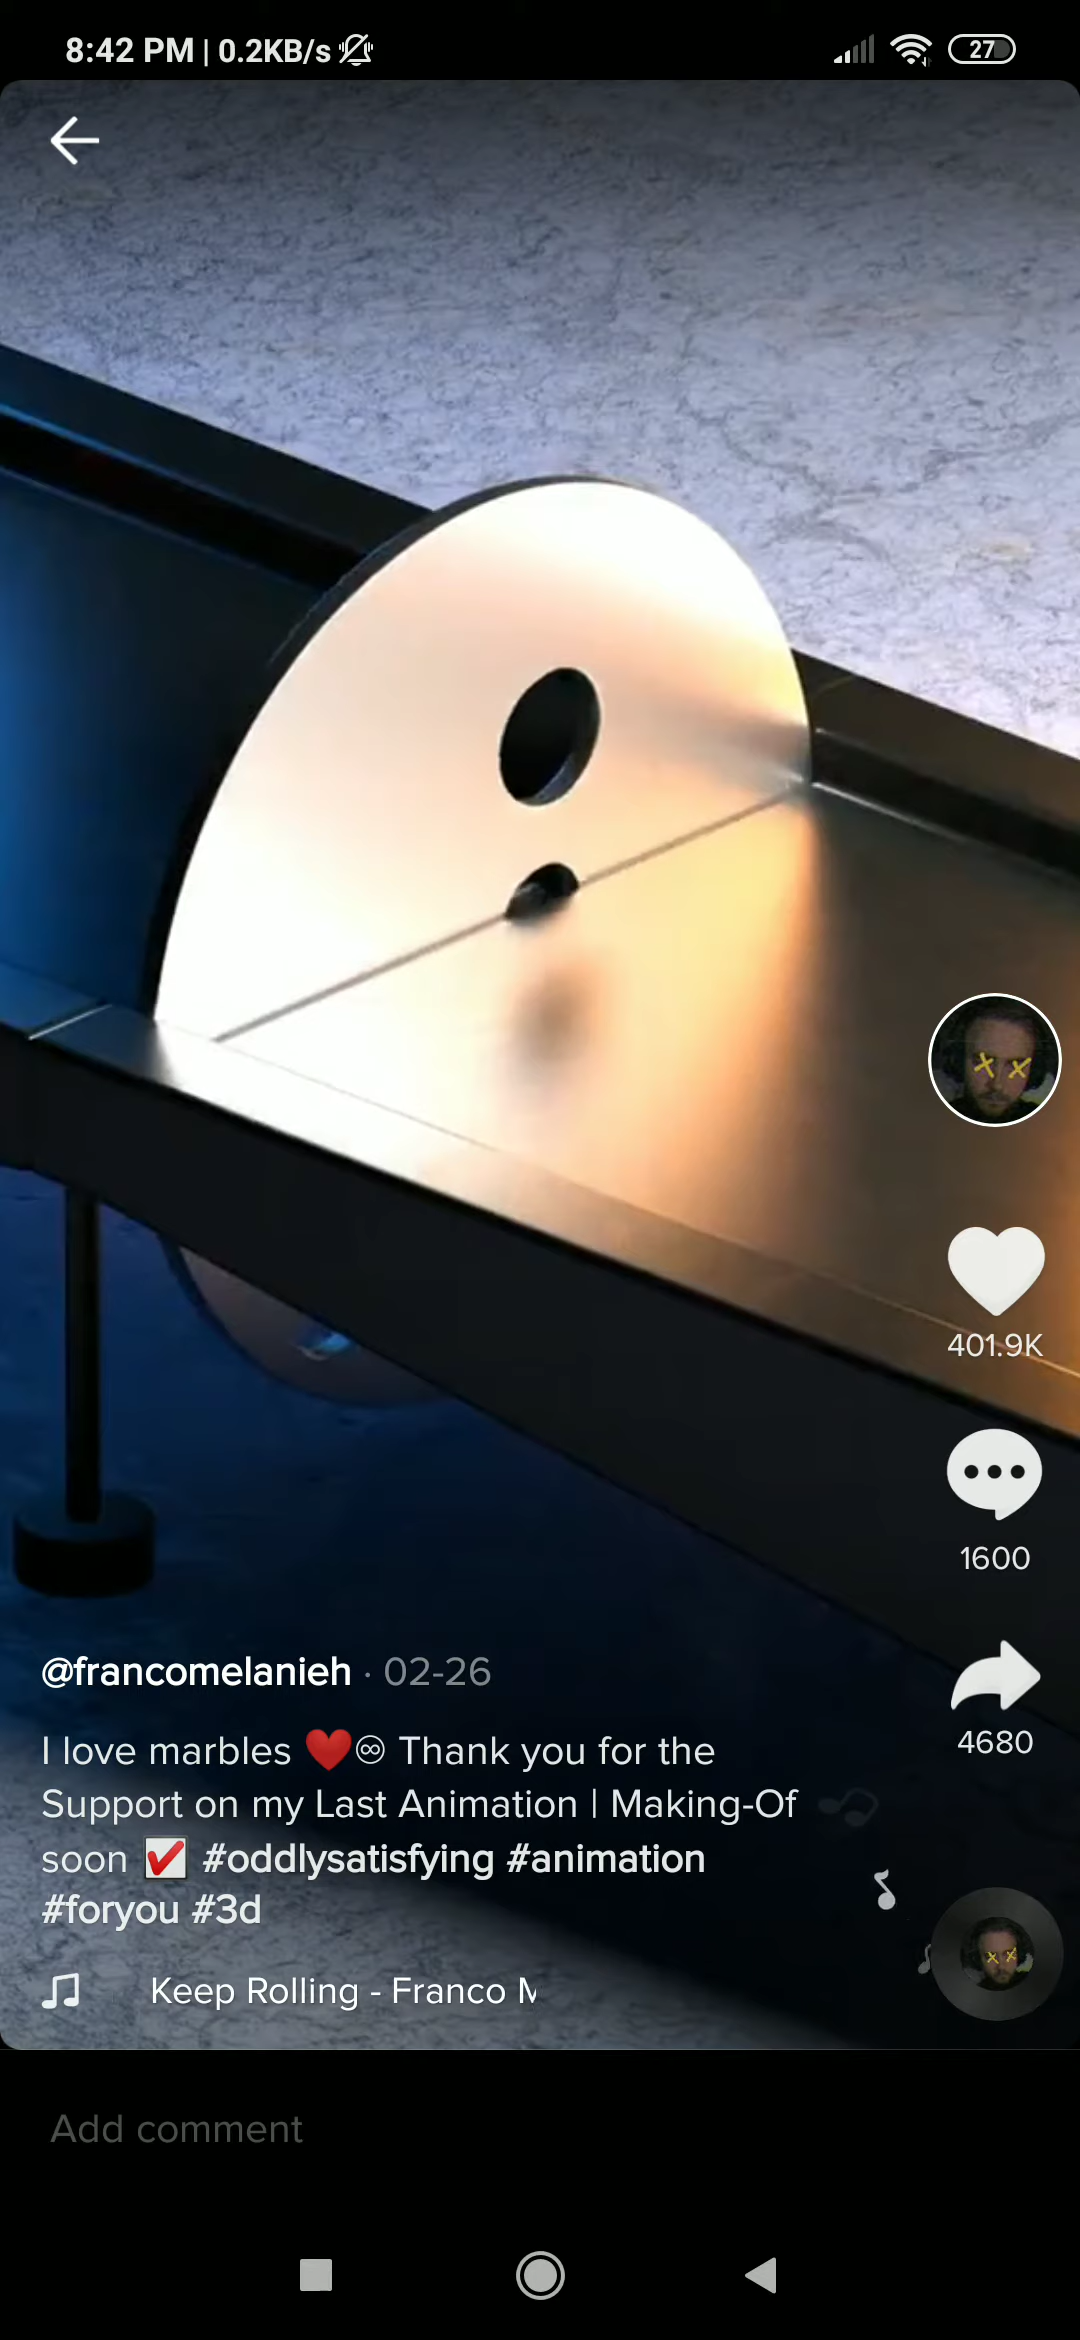 8:42 PM | 0.2KB/s
27
401.9K
1600
4680
@francomelanieh · 02-26
I love marbles ❤️♾ Thank you for the
Support on my Last Animation | Making-Of
soon ☑️ #oddlysatisfying #animation
#foryou #3d
Keep Rolling - Franco
Add comment